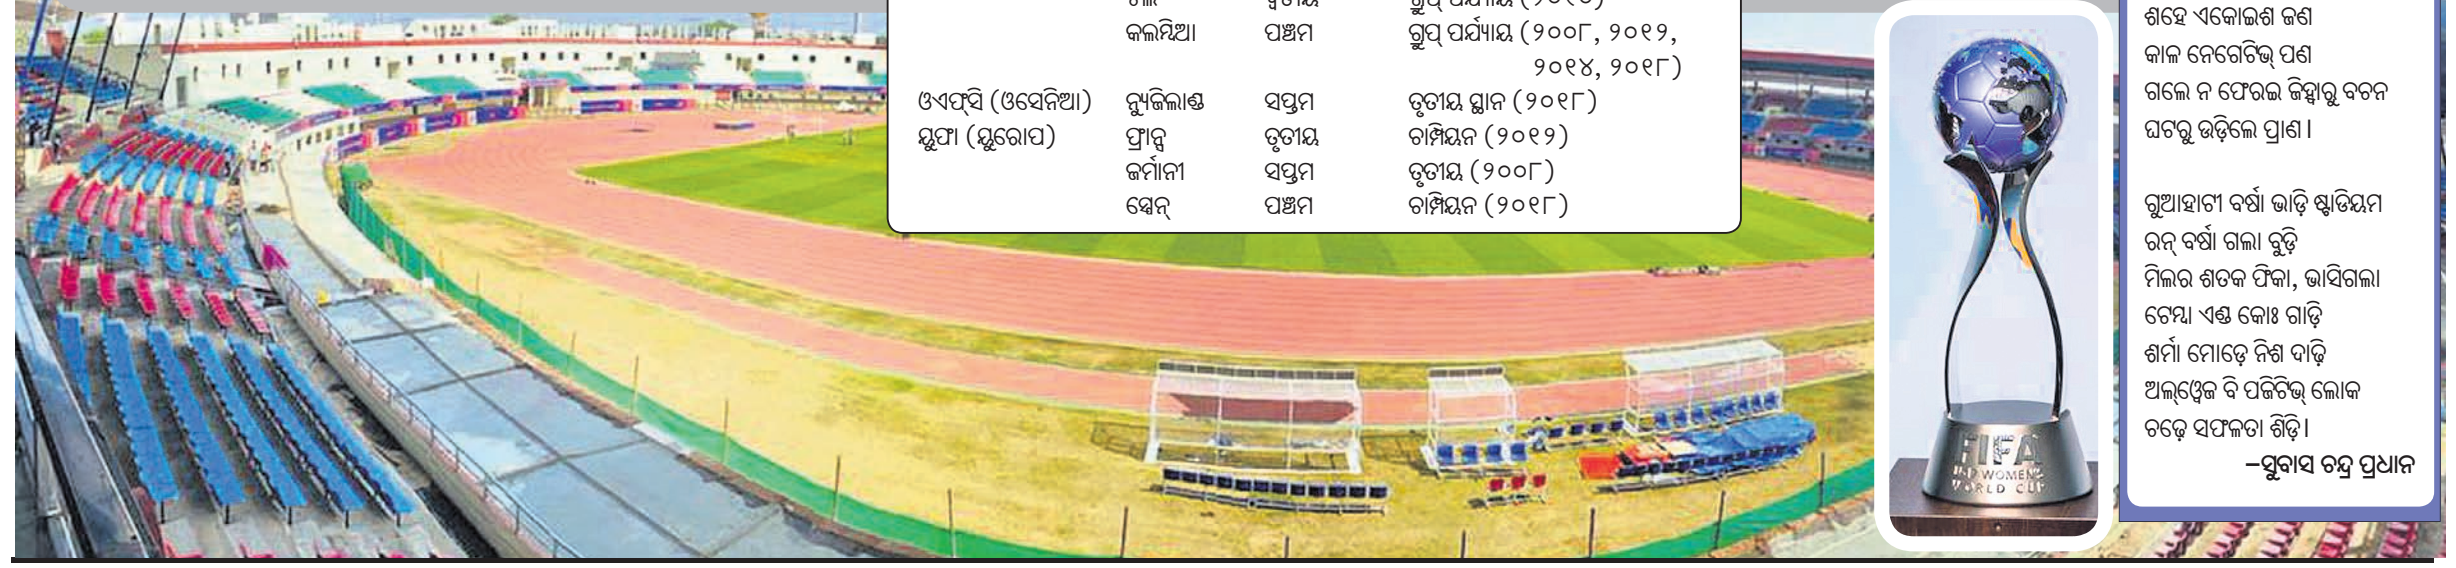 କଲମ୍ବିଆ ପଞ୍ଚମ ଗ୍ରୁପ୍ ପର୍ଯ୍ୟାୟ (୨୦୦୮, ୨୦୧୨,
୨୦୧୪, ୨୦୧୮)
ଓଏଫ୍‌ସି (ଓସେନିଆ) ନ୍ୟୁଜିଲାଣ୍ଡ ସପ୍ତମ ତୃତୀୟ ସ୍ଥାନ (୨୦୧୮)
ୟୁଫା (ୟୁରୋପ) ଫ୍ରାନ୍ସ ତୃତୀୟ ଚାମ୍ପିୟନ (୨୦୧୨)
ଜର୍ମାନୀ ସପ୍ତମ ତୃତୀୟ (୨୦୦୮)
ସ୍ପେନ୍ ପଞ୍ଚମ ଚାମ୍ପିୟନ (୨୦୧୮)
FIFA
U-17 WOMEN'S
WORLD CUP
ଶହେ ଏକୋଇଶ ଜଣ
କାଳ ନେଗେଟିଭ୍ ପଣ
ଗଲେ ନ ଫେରଇ ଜିହ୍ୱାରୁ ବଚନ
ଘଟରୁ ଉଡ଼ିଲେ ପ୍ରାଣ।
ଗୁଆହାଟୀ ବର୍ଷା ଭାଡ଼ି ଷ୍ଟାଡିୟମ
ରନ୍ ବର୍ଷା ଗଲା ବୁଡ଼ି
ମିଲର ଶତକ ଫିକା, ଭାସିଗଲା
ଟେମ୍ବା ଏଣ୍ଡ କୋଃ ଗାଡ଼ି
ଶର୍ମା ମୋଡ଼େ ନିଶ ଦାଢ଼ି
ଅଲ୍‌ୱେଜ ବି ପଜିଟିଭ୍ ଲୋକ
ଚଢ଼େ ସଫଳତା ଶିଡ଼ି।
–ସୁବାସ ଚନ୍ଦ୍ର ପ୍ରଧାନ